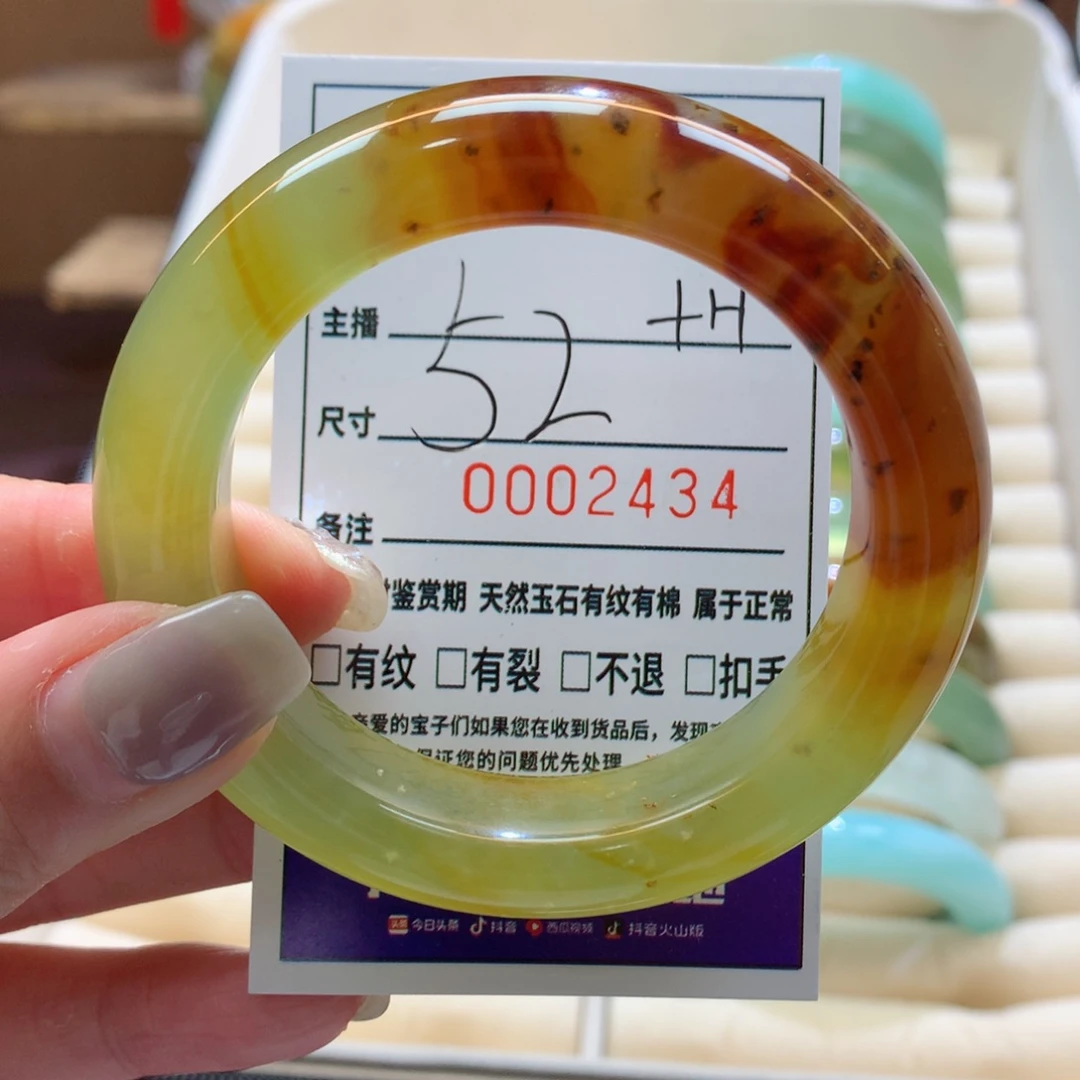 主播 +H
尺寸 52
0002434
备注
鉴赏期 天然玉石有纹有棉 属于正常
□有纹 □有裂 □不退 □扣手
亲爱的宝子们如果您在收到货品后，发现
保证您的问题优先处理
今日头条 抖音 西瓜视频 抖音火山版